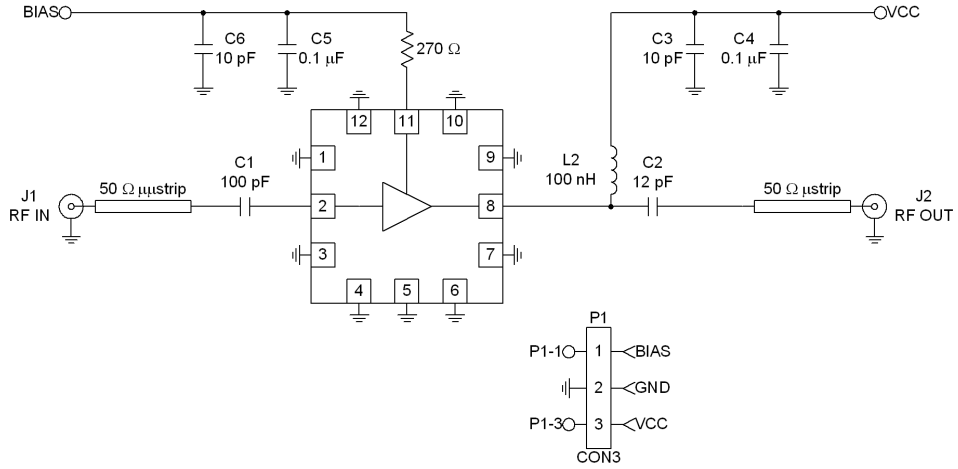 BIAS
VCC
C6
10 pF
C5
0.1 µF
270 Ω
C3
10 pF
C4
0.1 µF
12
11
10
1
9
L2
100 nH
C2
12 pF
C1
100 pF
J1
RF IN
50 Ω µµstrip
2
8
50 Ω µstrip
J2
RF OUT
3
7
4
5
6
P1
P1-1
1
BIAS
2
GND
P1-3
3
VCC
CON3